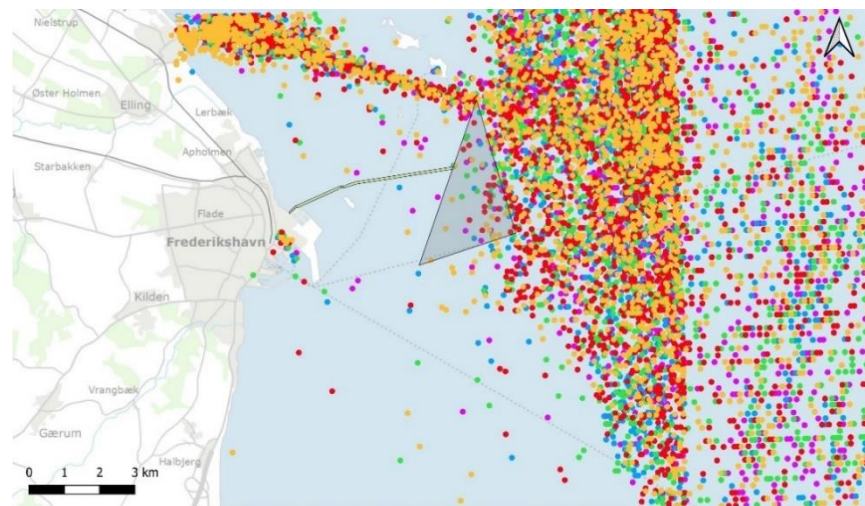 Nielstrup
Øster Holmen
Elling
Lerbæk
Starbakken
Apholmen
Flade
Frederikshavn
Kilden
Vrangbæk
Gærum
Halbjerg
0 1 2 3 km